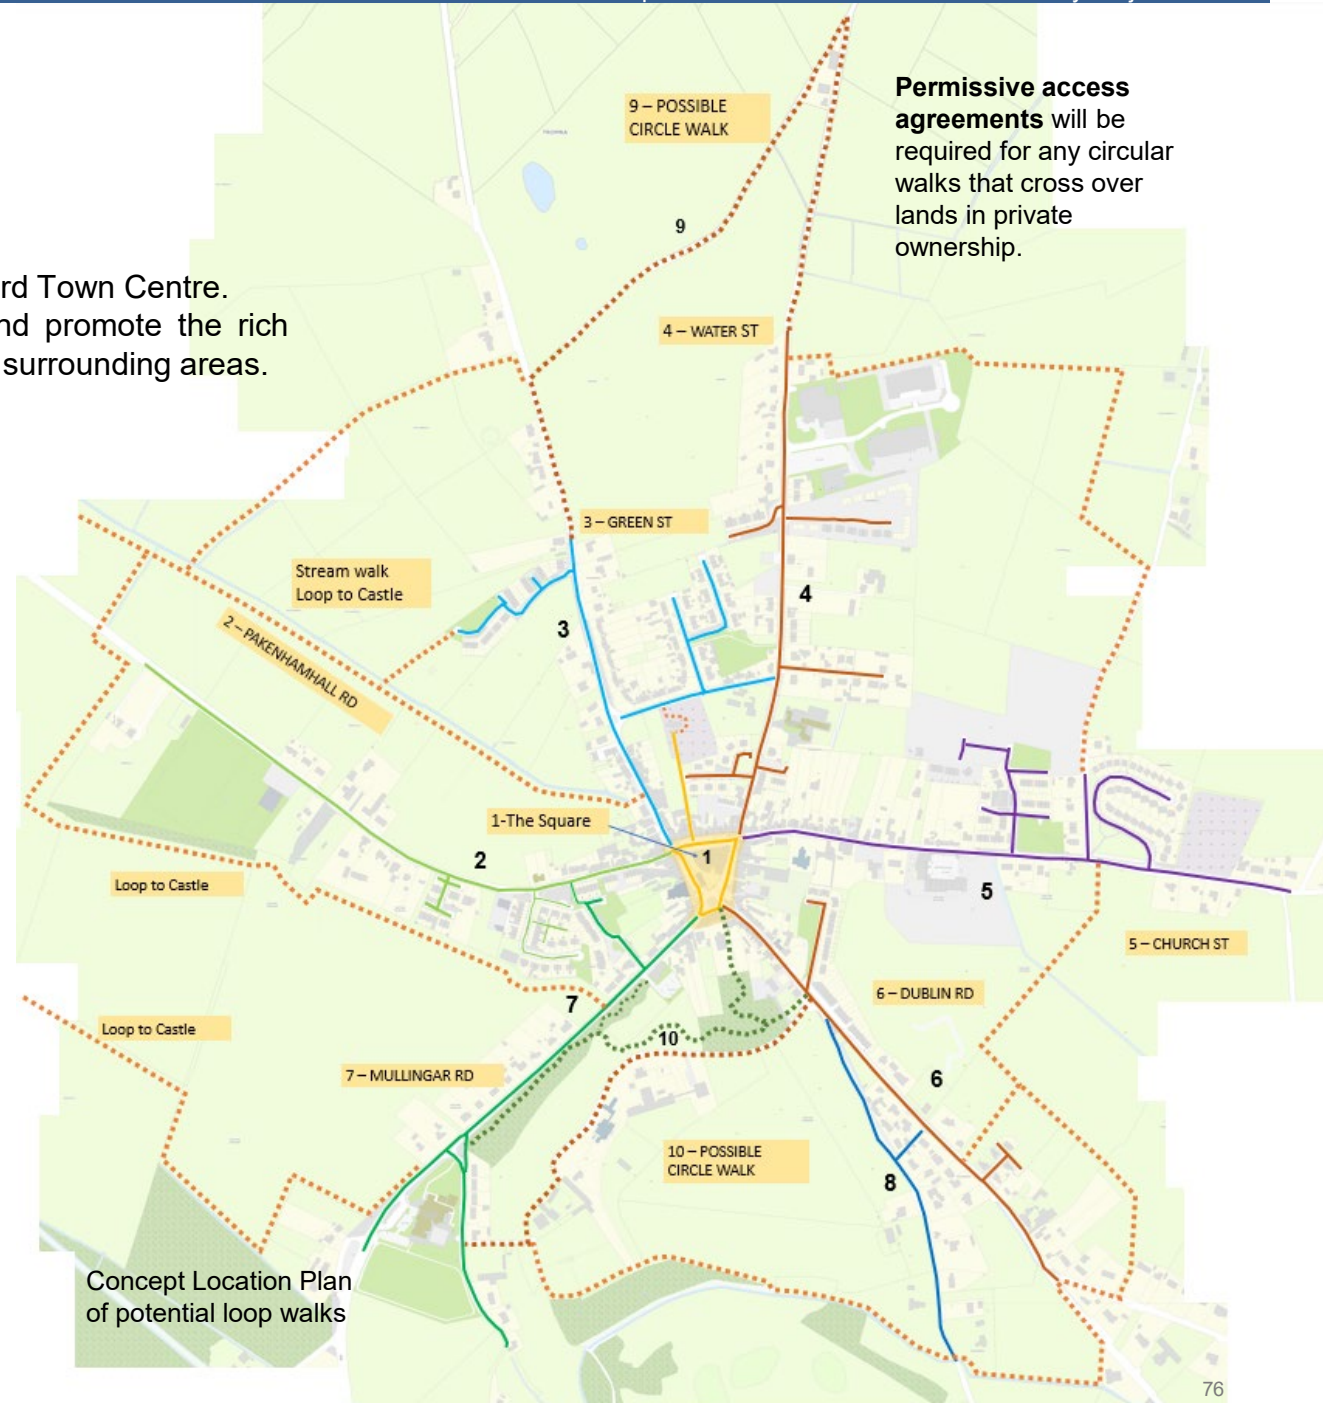 Permissive access
agreements will be
required for any circular
walks that cross over
lands in private
ownership.
rd Town Centre.
nd promote the rich
surrounding areas.
9 – POSSIBLE
CIRCLE WALK
9
4 – WATER ST
3 – GREEN ST
Stream walk
Loop to Castle
2 – PAKENHAMHALL RD
3
4
1-The Square
1
2
5
Loop to Castle
5 – CHURCH ST
6 – DUBLIN RD
7
Loop to Castle
10
7 – MULLINGAR RD
6
10 – POSSIBLE
CIRCLE WALK
8
Concept Location Plan
of potential loop walks
76